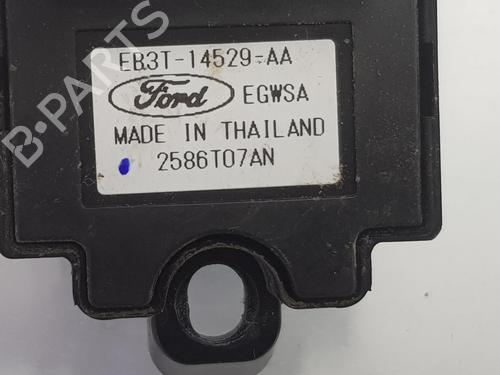 EB3T-14529-AA
Ford EGWSA
MADE IN THAILAND
2586T07AN
B-PARTS